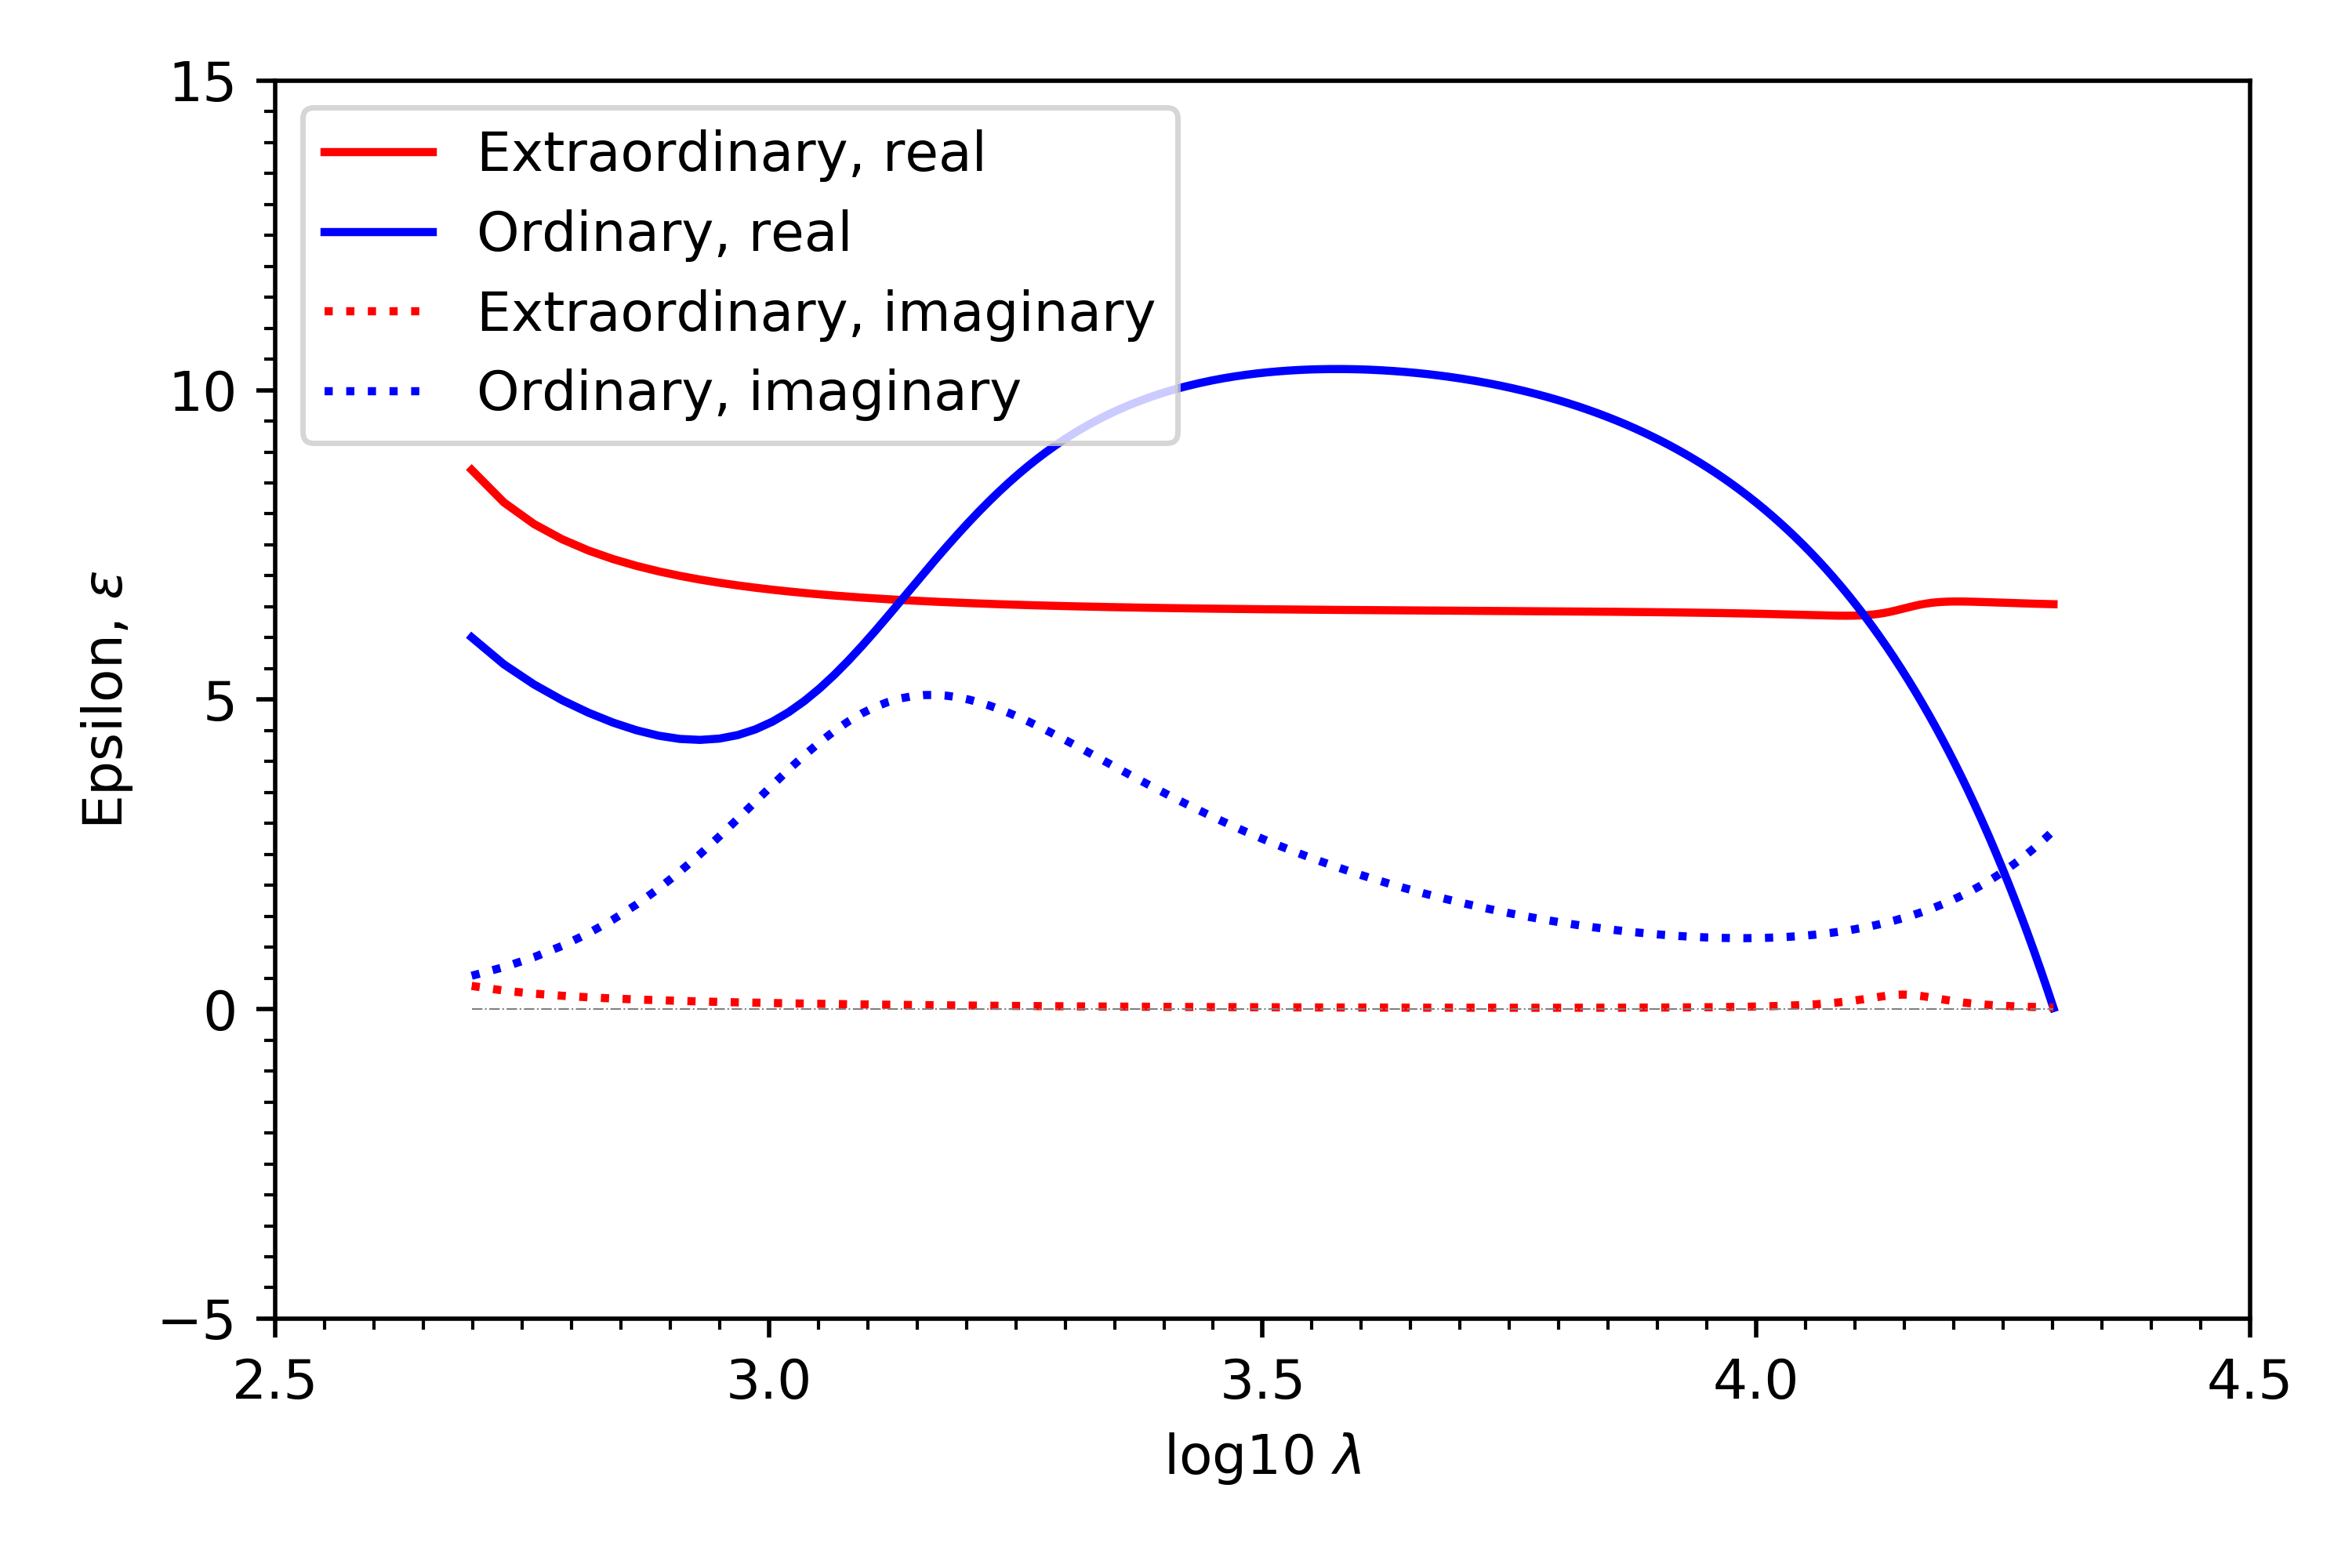 15
10
5
0
−5
Epsilon, ε
Extraordinary, real
Ordinary, real
Extraordinary, imaginary
Ordinary, imaginary
2.5 3.0 3.5 4.0 4.5
log10 λ